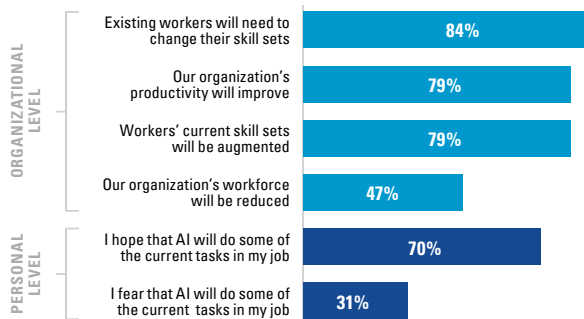 ORGANIZATIONAL
LEVEL
Existing workers will need to
change their skill sets
84%
Our organization's
productivity will improve
79%
Workers' current skill sets
will be augmented
79%
Our organization's workforce
will be reduced
47%
PERSONAL
LEVEL
I hope that AI will do some of
the current tasks in my job
70%
I fear that AI will do some of
the current tasks in my job
31%